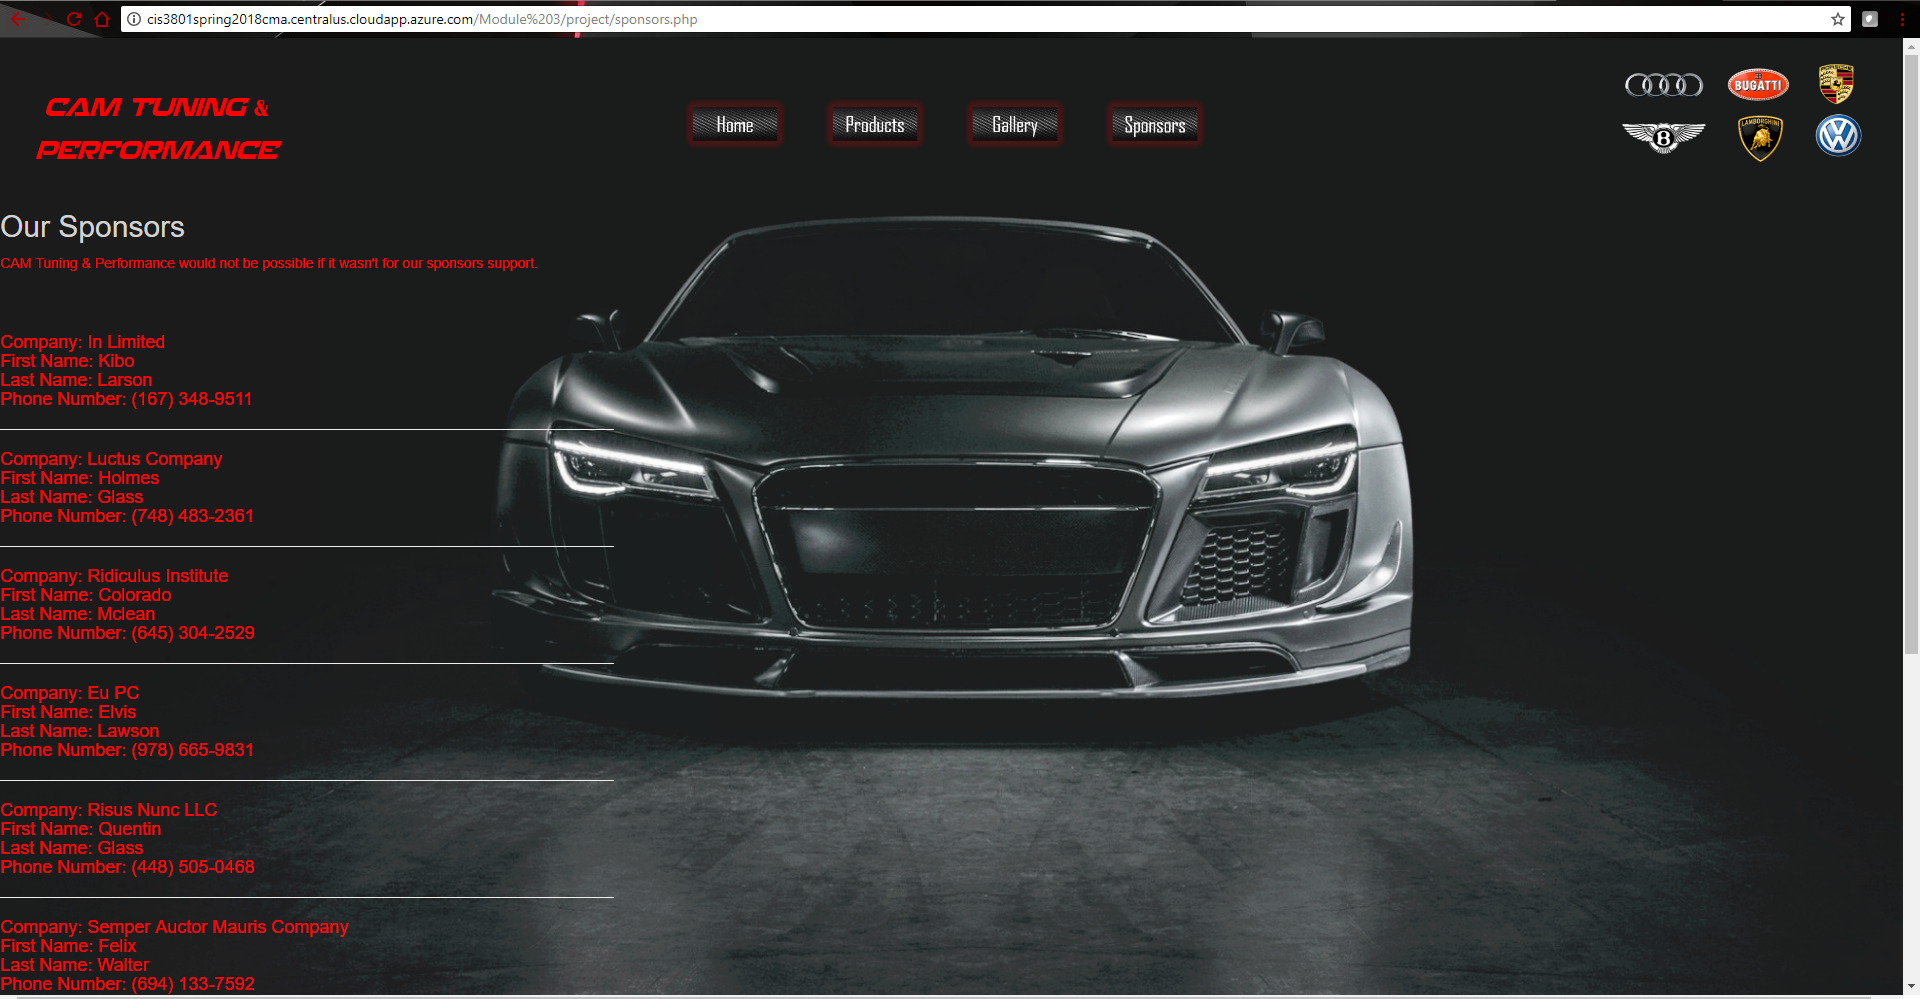 cis3801spring2018cma.centralus.cloudapp.azure.com/Module%203/project/sponsors.php
CAM TUNING &
PERFORMANCE
Home
Products
Gallery
Sponsors
BUGATTI
LAMBORGHINI
B
Our Sponsors
CAM Tuning & Performance would not be possible if it wasn't for our sponsors support.
Company: In Limited
First Name: Kibo
Last Name: Larson
Phone Number: (167) 348-9511
Company: Luctus Company
First Name: Holmes
Last Name: Glass
Phone Number: (748) 483-2361
Company: Ridiculus Institute
First Name: Colorado
Last Name: Mclean
Phone Number: (645) 304-2529
Company: Eu PC
First Name: Elvis
Last Name: Lawson
Phone Number: (978) 665-9831
Company: Risus Nunc LLC
First Name: Quentin
Last Name: Glass
Phone Number: (448) 505-0468
Company: Semper Auctor Mauris Company
First Name: Felix
Last Name: Walter
Phone Number: (694) 133-7592